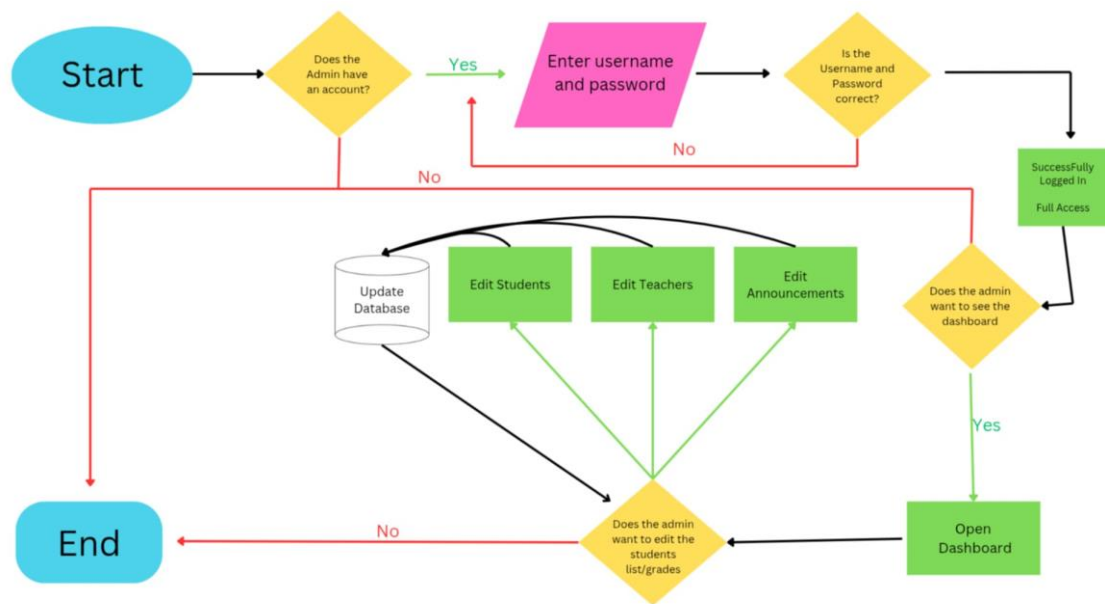 Start
Does the
Admin have
an account?
Yes
Enter username
and password
Is the
Username and
Password
correct?
No
No
SuccessFully
Logged In
Full Access
Update
Database
Edit Students
Edit Teachers
Edit
Announcements
Does the admin
want to see the
dashboard
Yes
End
No
Does the admin
want to edit the
students
list/grades
Open
Dashboard